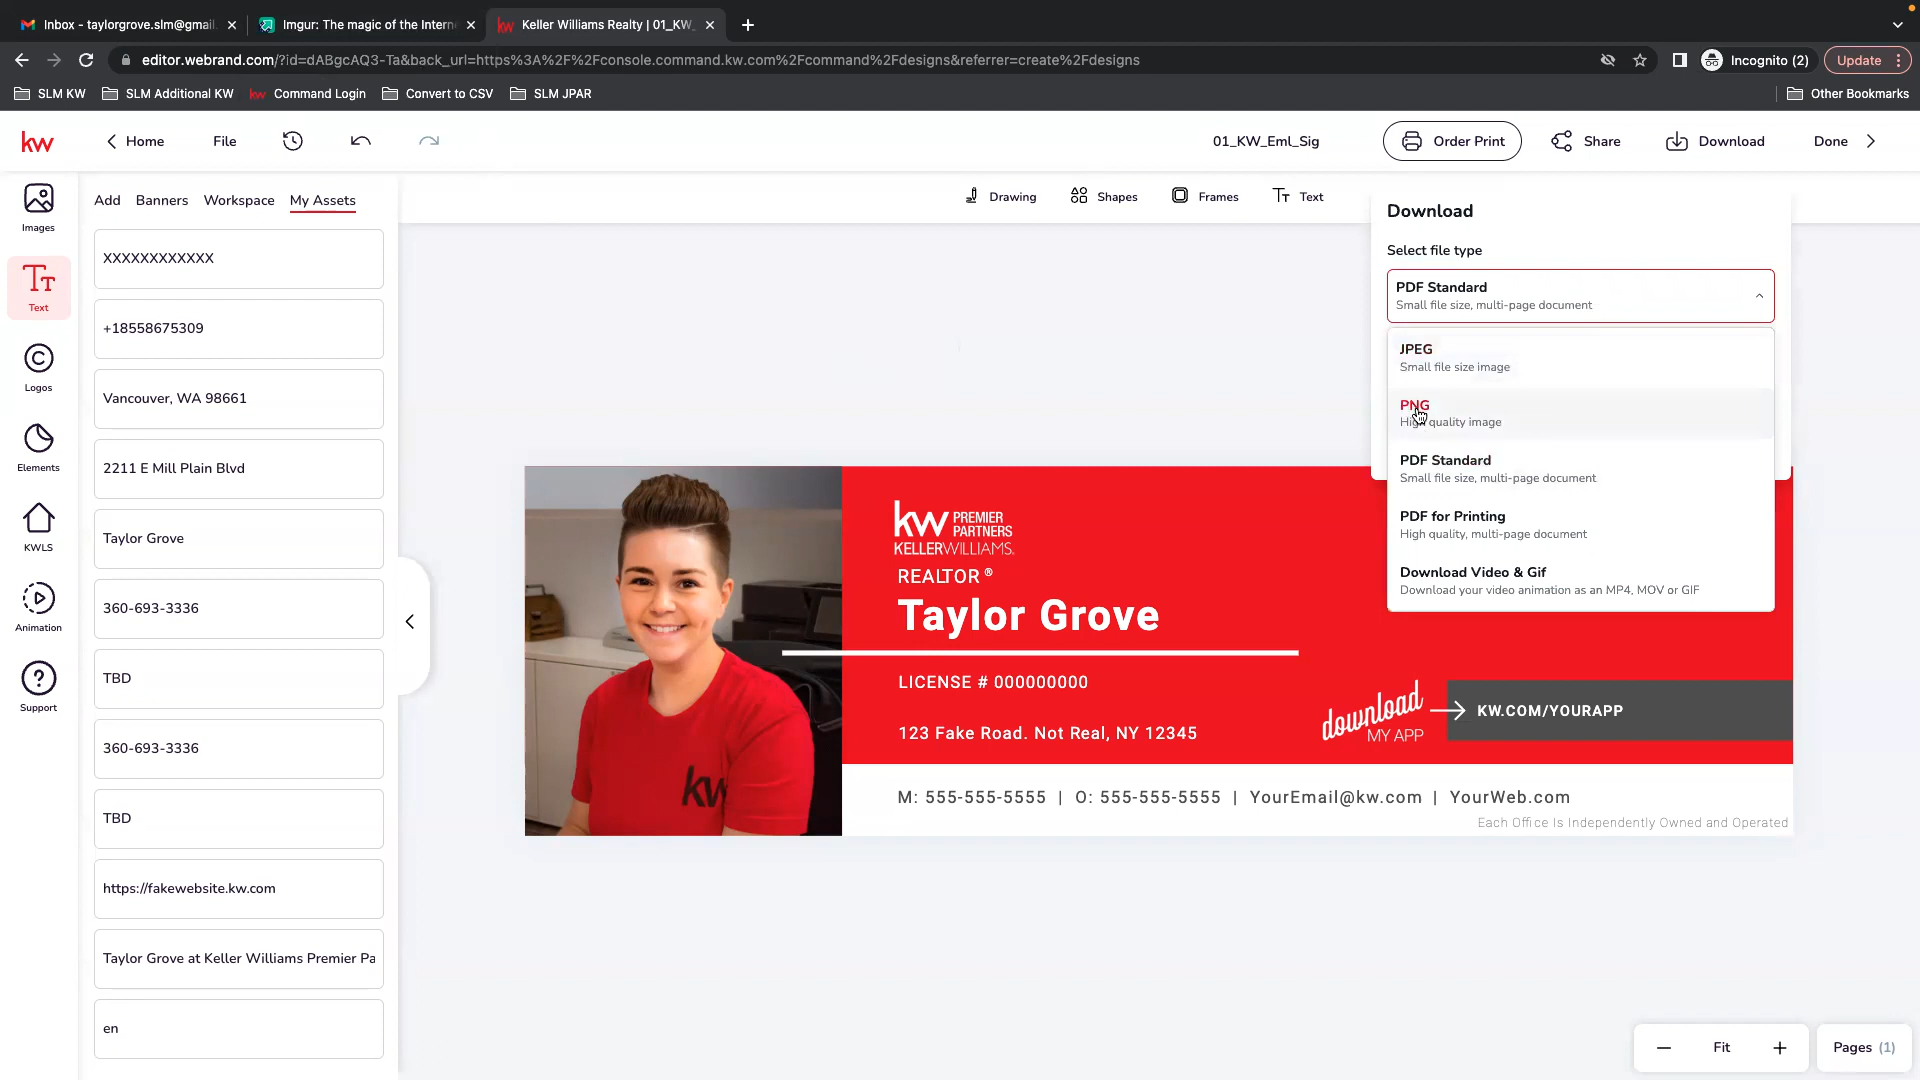 Inbox - taylorgrove.slm@gmail.
Imgur: The magic of the Intern
Keller Williams Realty | 01_KW_
editor.webrand.com/?id=dABgcAQ3-Ta&back_url=https%3A%2F%2Fconsole.command.kw.com%2Fcommand%2Fdesigns&referrer=create%2Fdesigns
Incognito (2)
Update
SLM KW
SLM Additional KW
kw Command Login
Convert to CSV
SLM JPAR
Other Bookmarks
kw
Home
File
01_KW_Eml_Sig
Order Print
Share
Download
Done
Images
Text
Logos
Elements
KWLS
Animation
Support
Add Banners Workspace My Assets
XXXXXXXXXXXX
+18558675309
Vancouver, WA 98661
2211 E Mill Plain Blvd
Taylor Grove
360-693-3336
TBD
360-693-3336
TBD
https://fakewebsite.kw.com
Taylor Grove at Keller Williams Premier Pa
en
Drawing
Shapes
Frames
Text
Download
Select file type
PDF Standard
Small file size, multi-page document
JPEG
Small file size image
PNG
High quality image
PDF Standard
Small file size, multi-page document
PDF for Printing
High quality, multi-page document
Download Video & Gif
Download your video animation as an MP4, MOV or GIF
kw PREMIER
PARTNERS
KELLERWILLIAMS.
REALTOR ®
Taylor Grove
LICENSE # 000000000
123 Fake Road. Not Real, NY 12345
download
MY APP
KW.COM/YOURAPP
M: 555-555-5555 | O: 555-555-5555 | YourEmail@kw.com | YourWeb.com
Each Office Is Independently Owned and Operated
kw
Fit
Pages (1)